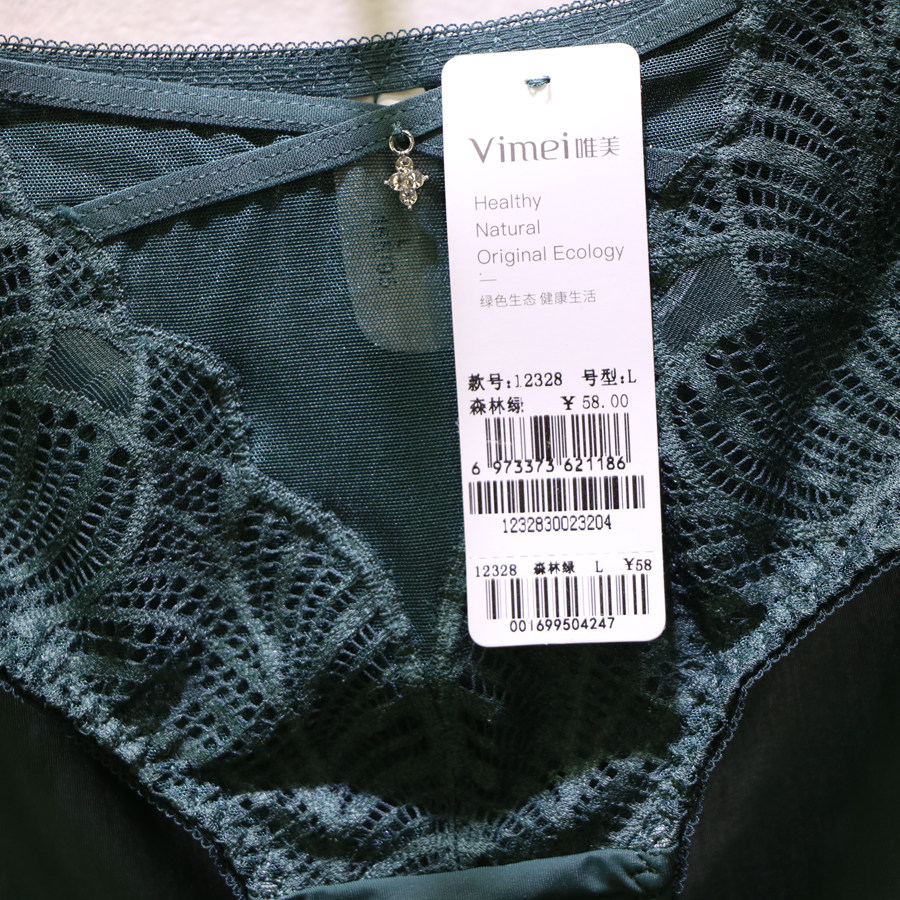 Vimei唯美
Healthy
Natural
Original Ecology
绿色生态 健康生活
款号:12328 号型:L
森林绿 ¥ 58.00
6 973373 621186
1232830023204
12328 森林绿 L ¥58
001699504247